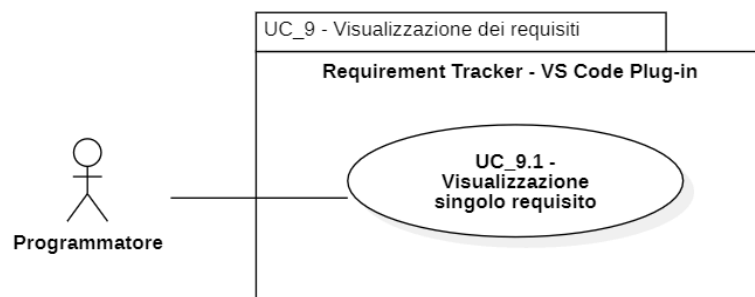 UC_9 - Visualizzazione dei requisiti
Requirement Tracker - VS Code Plug-in
UC_9.1 -
Visualizzazione
singolo requisito
Programmatore